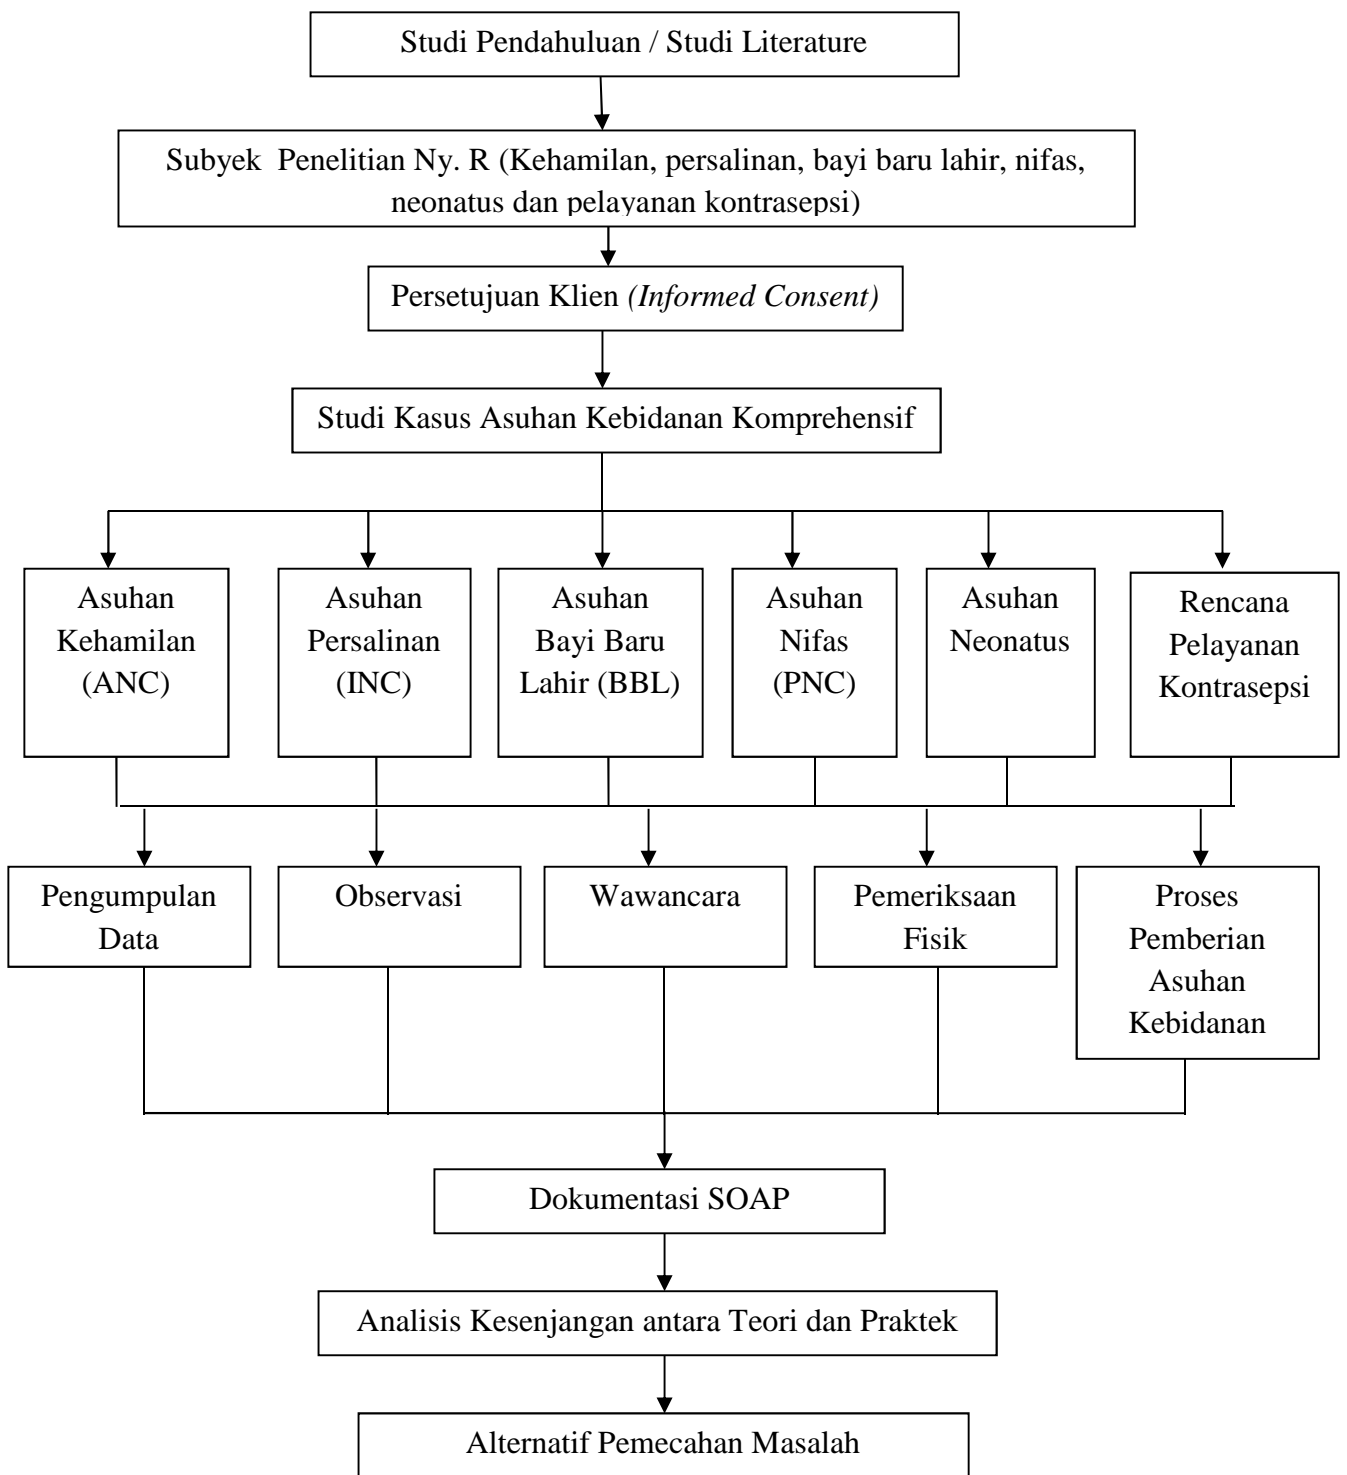 Studi Pendahuluan / Studi Literature
Subyek Penelitian Ny. R (Kehamilan, persalinan, bayi baru lahir, nifas,
neonatus dan pelayanan kontrasepsi)
Persetujuan Klien (Informed Consent)
Studi Kasus Asuhan Kebidanan Komprehensif
Asuhan
Kehamilan
(ANC)
Asuhan
Persalinan
(INC)
Asuhan
Bayi Baru
Lahir (BBL)
Asuhan
Nifas
(PNC)
Asuhan
Neonatus
Rencana
Pelayanan
Kontrasepsi
Pengumpulan
Data
Observasi
Wawancara
Pemeriksaan
Fisik
Proses
Pemberian
Asuhan
Kebidanan
Dokumentasi SOAP
Analisis Kesenjangan antara Teori dan Praktek
Alternatif Pemecahan Masalah